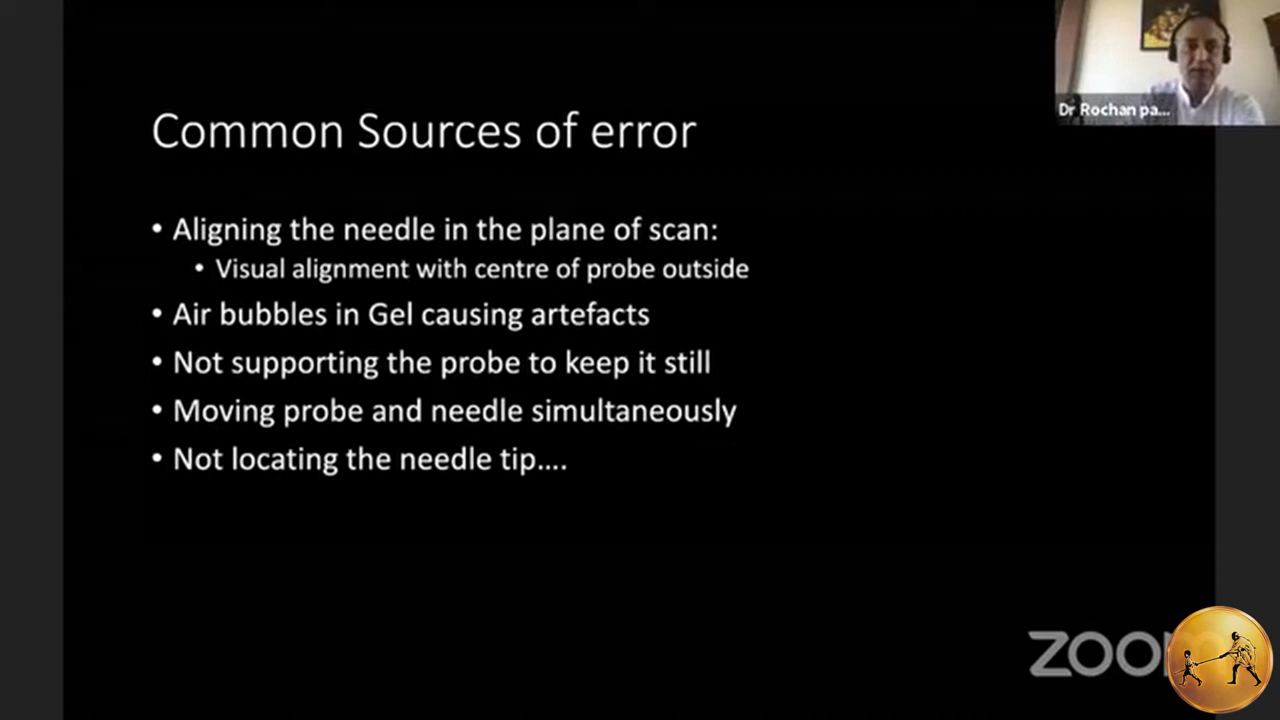 Dr Rochan pa...
Common Sources of error
• Aligning the needle in the plane of scan:
• Visual alignment with centre of probe outside
• Air bubbles in Gel causing artefacts
• Not supporting the probe to keep it still
• Moving probe and needle simultaneously
• Not locating the needle tip....
zoom